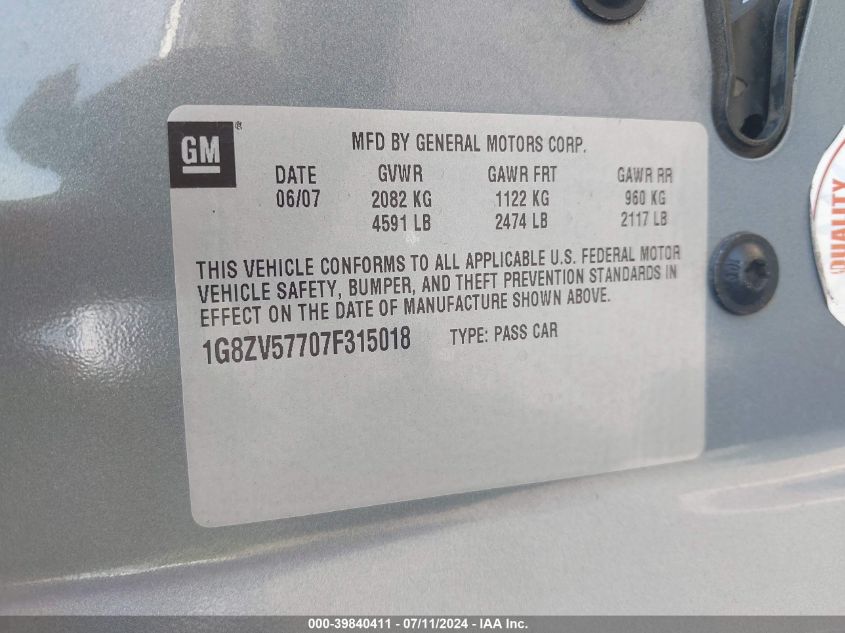 GM®
MFD BY GENERAL MOTORS CORP.
DATE GVWR GAWR FRT GAWR RR
06/07 2082 KG 1122 KG 960 KG
4591 LB 2474 LB 2117 LB
THIS VEHICLE CONFORMS TO ALL APPLICABLE U.S. FEDERAL MOTOR
VEHICLE SAFETY, BUMPER, AND THEFT PREVENTION STANDARDS IN
EFFECT ON THE DATE OF MANUFACTURE SHOWN ABOVE.
1G8ZV57707F315018 TYPE: PASS CAR
QUALITY
000-39840411 - 07/11/2024 - IAA Inc.